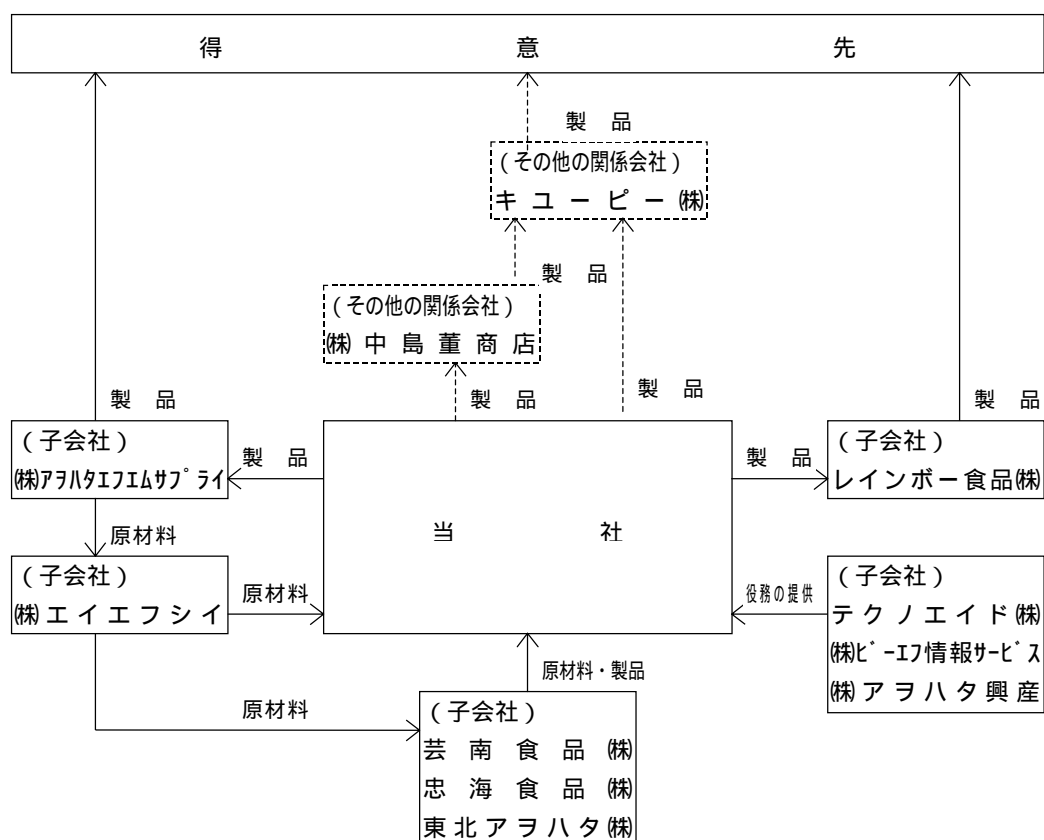 得意先
製品
(その他の関係会社)
キユーピー㈱
製品
(その他の関係会社)
㈱中島董商店
製品
製品
製品
製品
(子会社)
㈱アヲハタエフエムサプライ
製品
当社
製品
(子会社)
レインボー食品㈱
原材料
(子会社)
㈱エイエフシイ
原材料
役務の提供
(子会社)
テクノエイド㈱
㈱ビーエフ情報サービス
㈱アヲハタ興産
原材料・製品
原材料
(子会社)
芸南食品㈱
忠海食品㈱
東北アヲハタ㈱